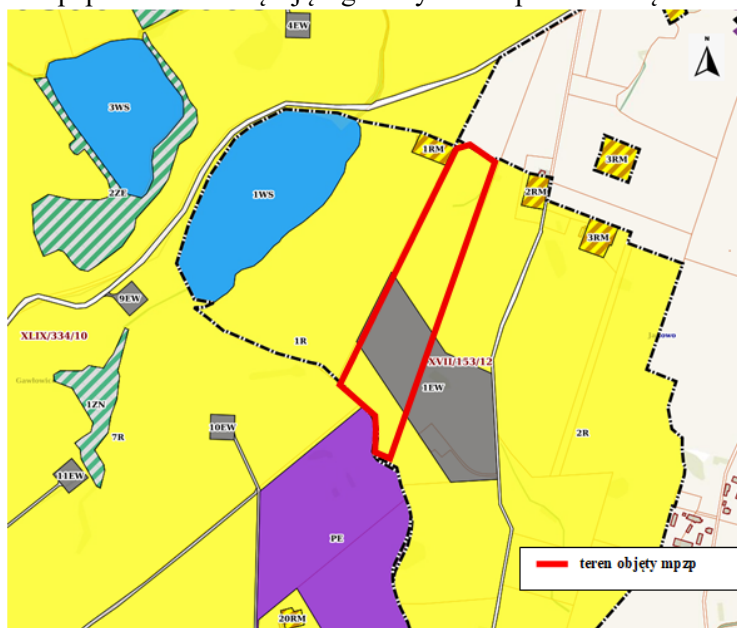 4EW
N
3WS
1RM
3RM
1WS
2ZE
2RM
3RM
9EW
XLIX/334/10
1R
XVII/153/12
1EW
1ZN
7R
10EW
2R
11EW
PE
teren objęty mpzp
20RM